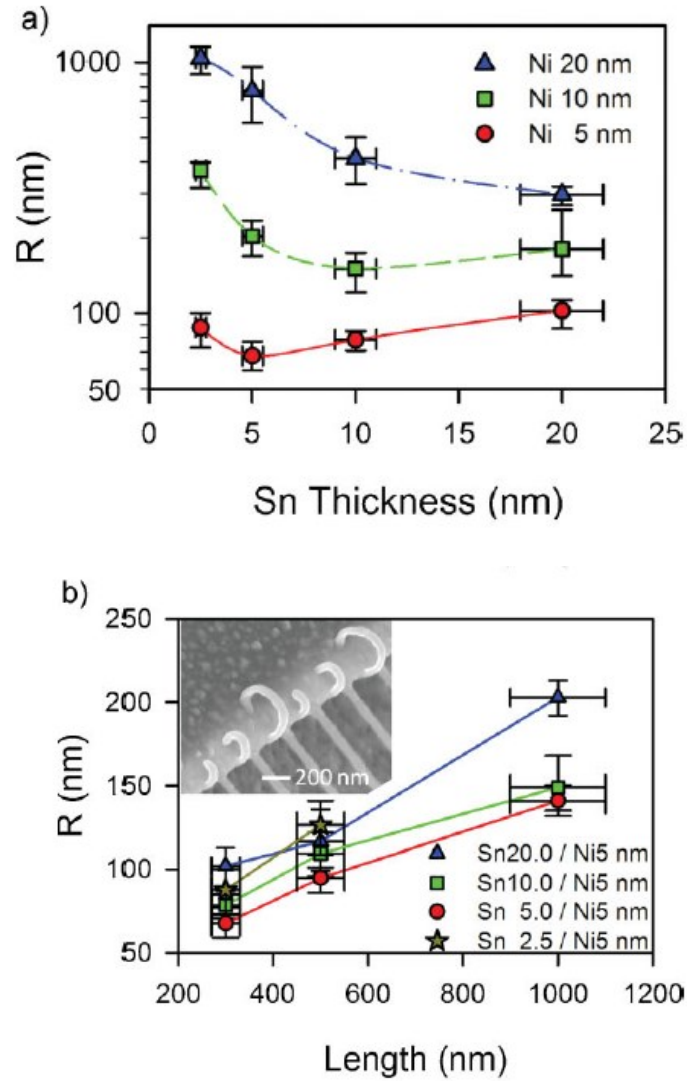 a)
1000
100
50
R (nm)
Ni 20 nm
Ni 10 nm
Ni 5 nm
0 5 10 15 20 25
Sn Thickness (nm)
b)
250
200
150
100
50
R (nm)
200 nm
Sn20.0 / Ni5 nm
Sn10.0 / Ni5 nm
Sn 5.0 / Ni5 nm
Sn 2.5 / Ni5 nm
200 400 600 800 1000 1200
Length (nm)